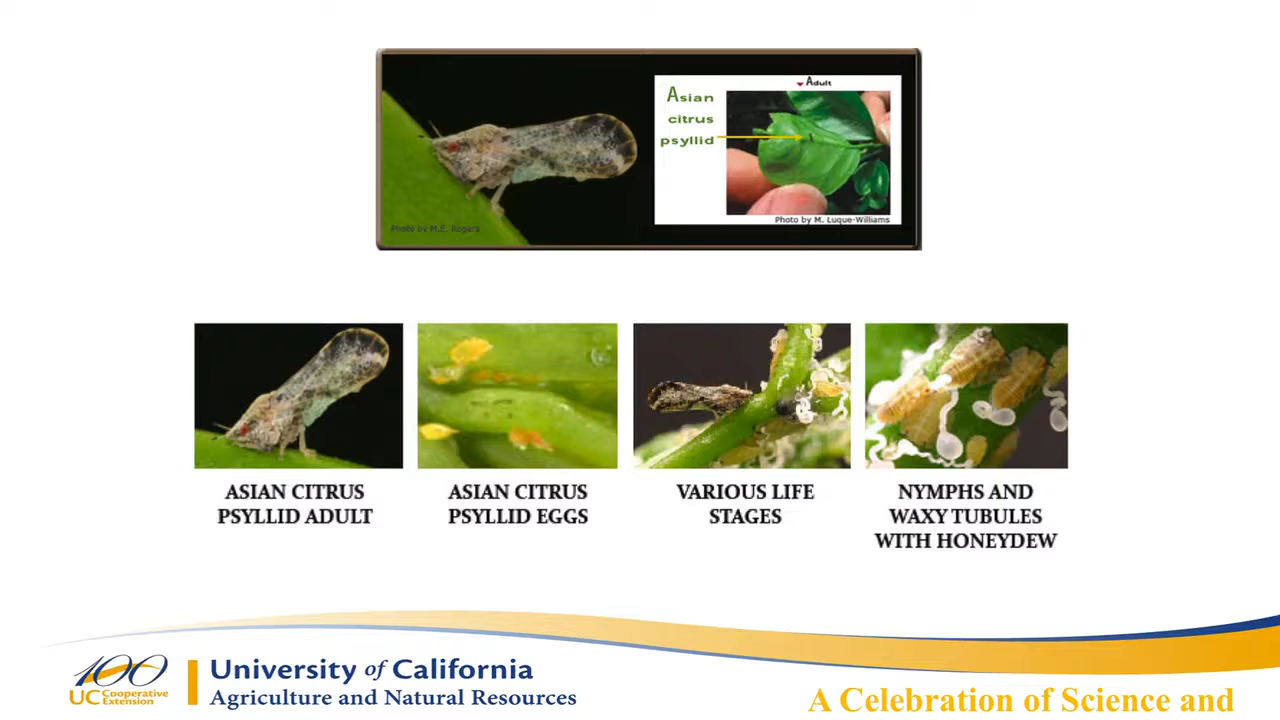 Adult
Asian
citrus
psyllid
Photo by M. Luque-Williams
Photo by M.E. Rogers
ASIAN CITRUS
PSYLLID ADULT
ASIAN CITRUS
PSYLLID EGGS
VARIOUS LIFE
STAGES
NYMPHS AND
WAXY TUBULES
WITH HONEYDEW
100
UC Cooperative
Extension
University of California
Agriculture and Natural Resources
A Celebration of Science and